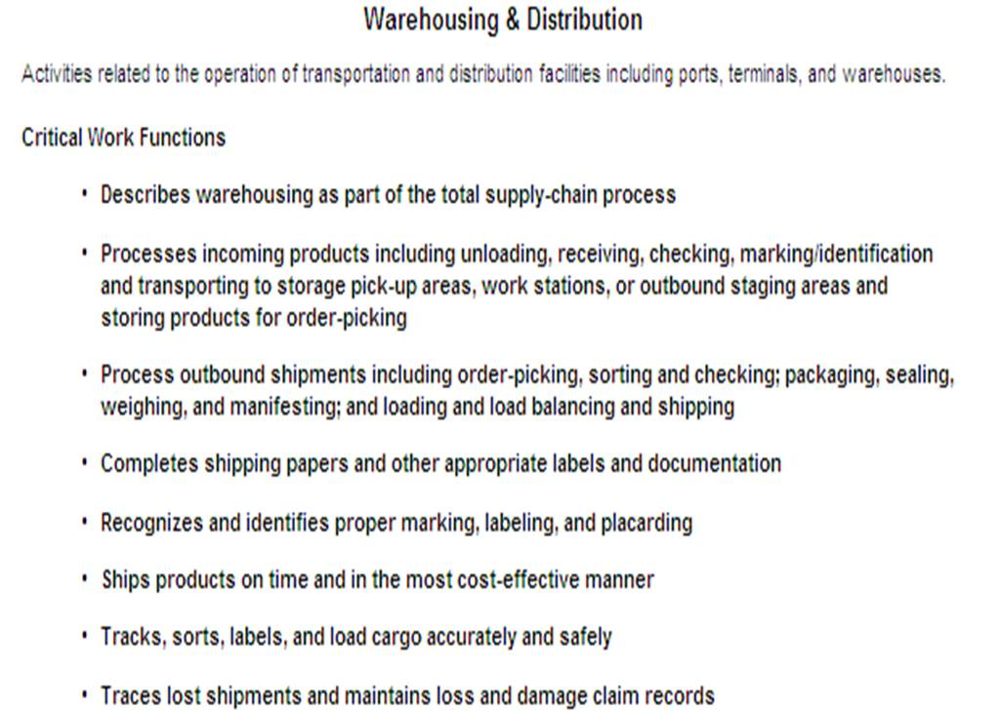 Warehousing & Distribution
Activities related to the operation of transportation and distribution facilities including ports, terminals, and warehouses.
Critical Work Functions
• Describes warehousing as part of the total supply-chain process
• Processes incoming products including unloading, receiving, checking, marking/identification
and transporting to storage pick-up areas, work stations, or outbound staging areas and
storing products for order-picking
• Process outbound shipments including order-picking, sorting and checking; packaging, sealing,
weighing, and manifesting; and loading and load balancing and shipping
• Completes shipping papers and other appropriate labels and documentation
• Recognizes and identifies proper marking, labeling, and placarding
• Ships products on time and in the most cost-effective manner
• Tracks, sorts, labels, and load cargo accurately and safely
• Traces lost shipments and maintains loss and damage claim records